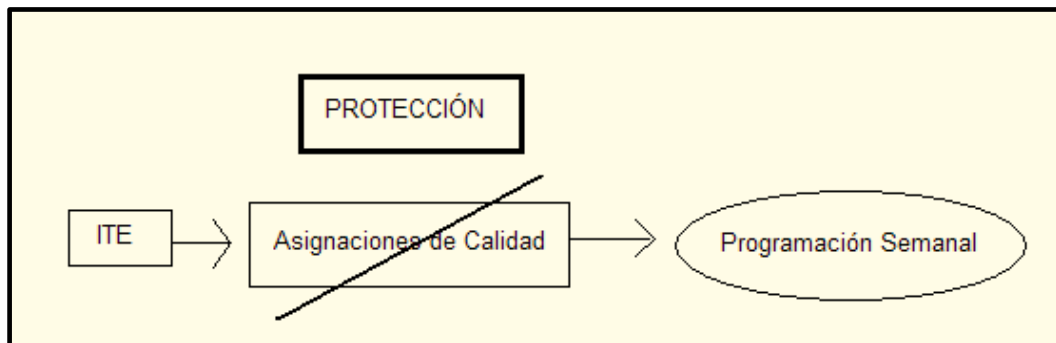 PROTECCIÓN
ITE
Asignaciones de Calidad
Programación Semanal